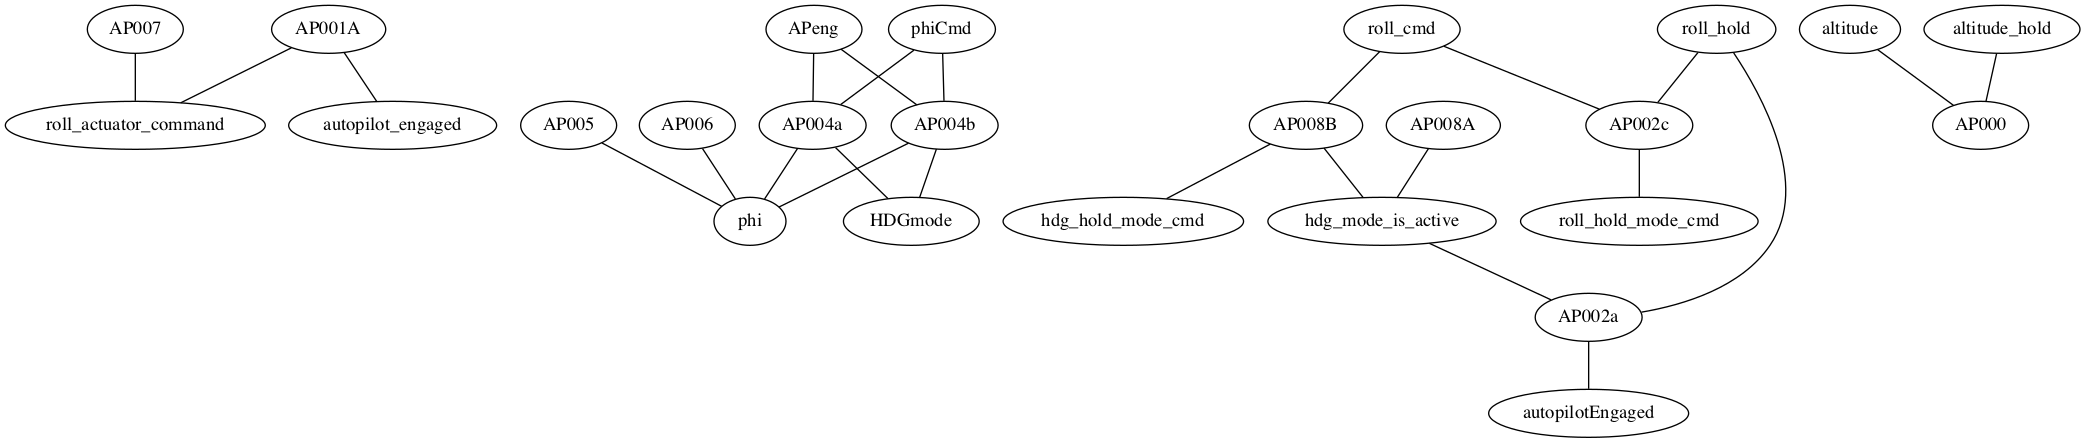 AP007
AP001A
APeng
phiCmd
roll_cmd
roll_hold
altitude
altitude_hold
roll_actuator_command
autopilot_engaged
AP005
AP006
AP004a
AP004b
AP008B
AP008A
AP002c
AP000
phi
HDGmode
hdg_hold_mode_cmd
hdg_mode_is_active
roll_hold_mode_cmd
AP002a
autopilotEngaged